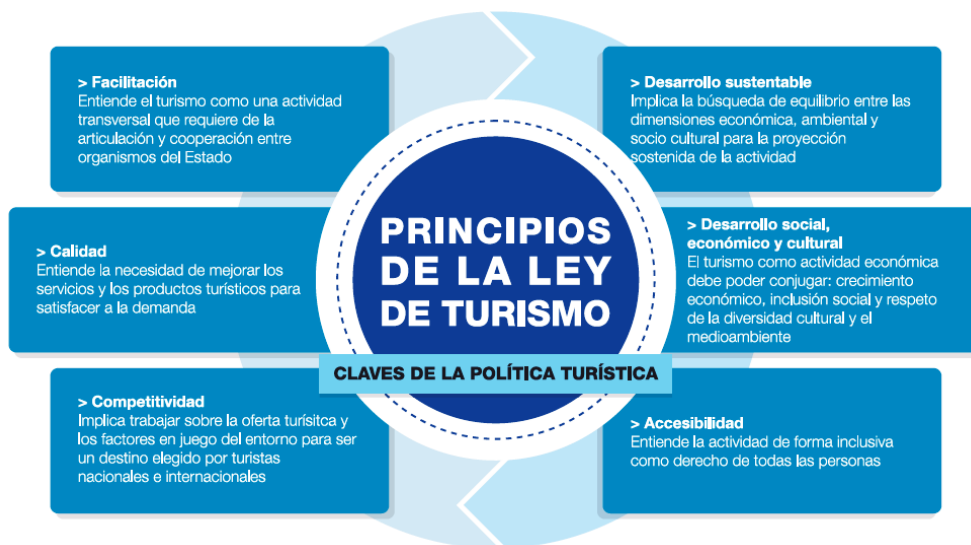 > Facilitación
Entiende el turismo como una actividad
transversal que requiere de la
articulación y cooperación entre
organismos del Estado
> Calidad
Entiende la necesidad de mejorar los
servicios y los productos turísticos para
satisfacer a la demanda
> Competitividad
Implica trabajar sobre la oferta turísitca y
los factores en juego del entorno para ser
un destino elegido por turistas
nacionales e internacionales
PRINCIPIOS
DE LA LEY
DE TURISMO
CLAVES DE LA POLÍTICA TURÍSTICA
> Desarrollo sustentable
Implica la búsqueda de equilibrio entre las
dimensiones económica, ambiental y
socio cultural para la proyección
sostenida de la actividad
> Desarrollo social,
económico y cultural
El turismo como actividad económica
debe poder conjugar: crecimiento
económico, inclusión social y respeto
de la diversidad cultural y el
medioambiente
> Accesibilidad
Entiende la actividad de forma inclusiva
como derecho de todas las personas